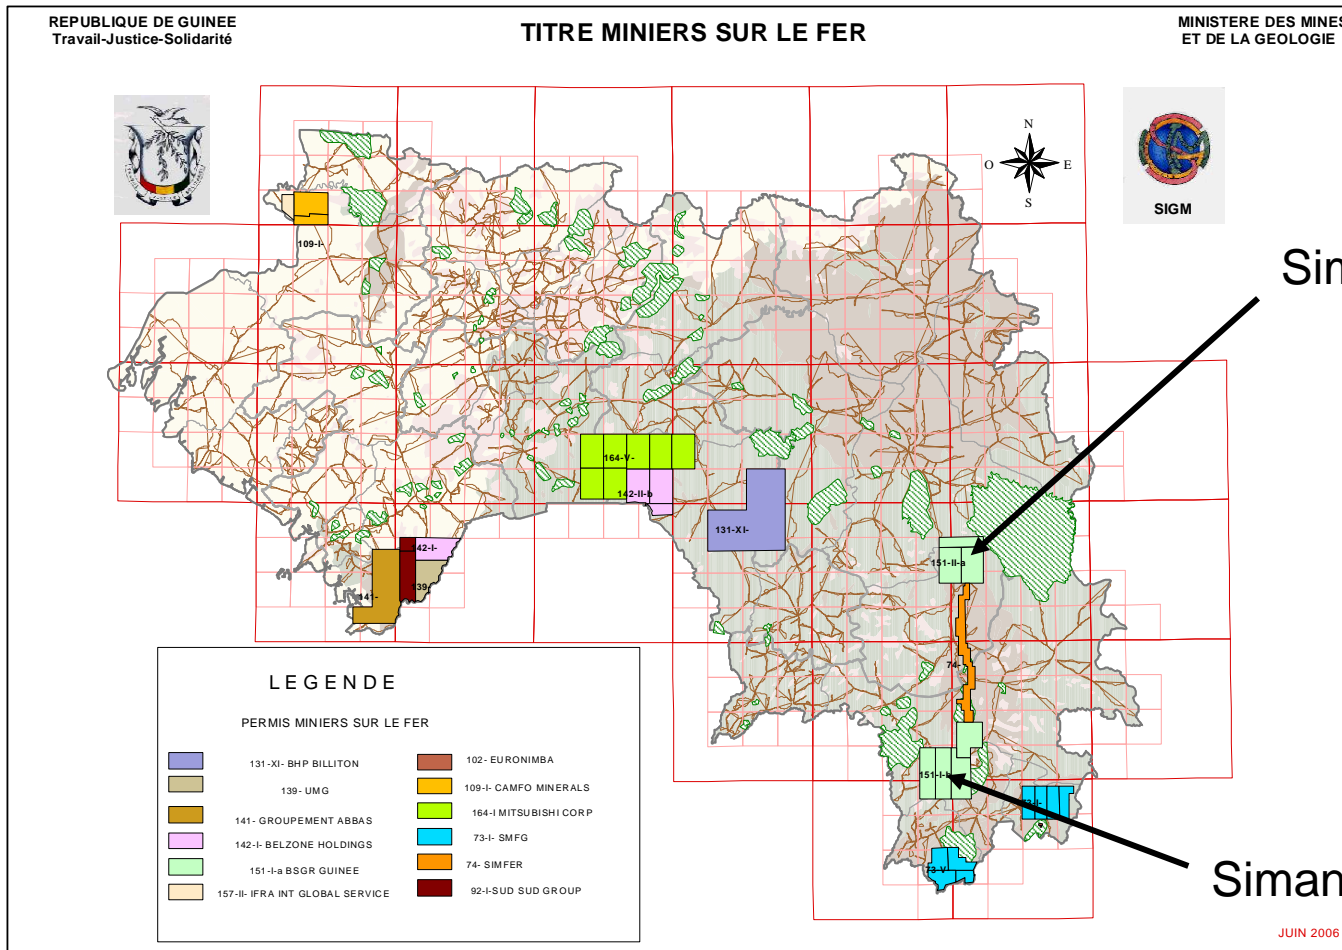 REPUBLIQUE DE GUINEE
Travail-Justice-Solidarité
TITRE MINIERS SUR LE FER
MINISTERE DES MINES
ET DE LA GEOLOGIE
N
O
E
S
SIGM
109-I-
164-V-
142-II-b
131-XI-
142-I-
139-
141-
151-II-a
74-
151-I-b
73-I-
73-V-
LEGENDE
PERMIS MINIERS SUR LE FER
131-XI- BHP BILLITON
139- UMG
141- GROUPEMENT ABBAS
142-I- BELZONE HOLDINGS
151-I-a BSGR GUINEE
157-II- IFRA INT GLOBAL SERVICE
102- EURONIMBA
109-I- CAMFO MINERALS
164-I MITSUBISHI CORP
73-I- SMFG
74- SIMFER
92-I-SUD SUD GROUP
Sim
Siman
JUIN 2006